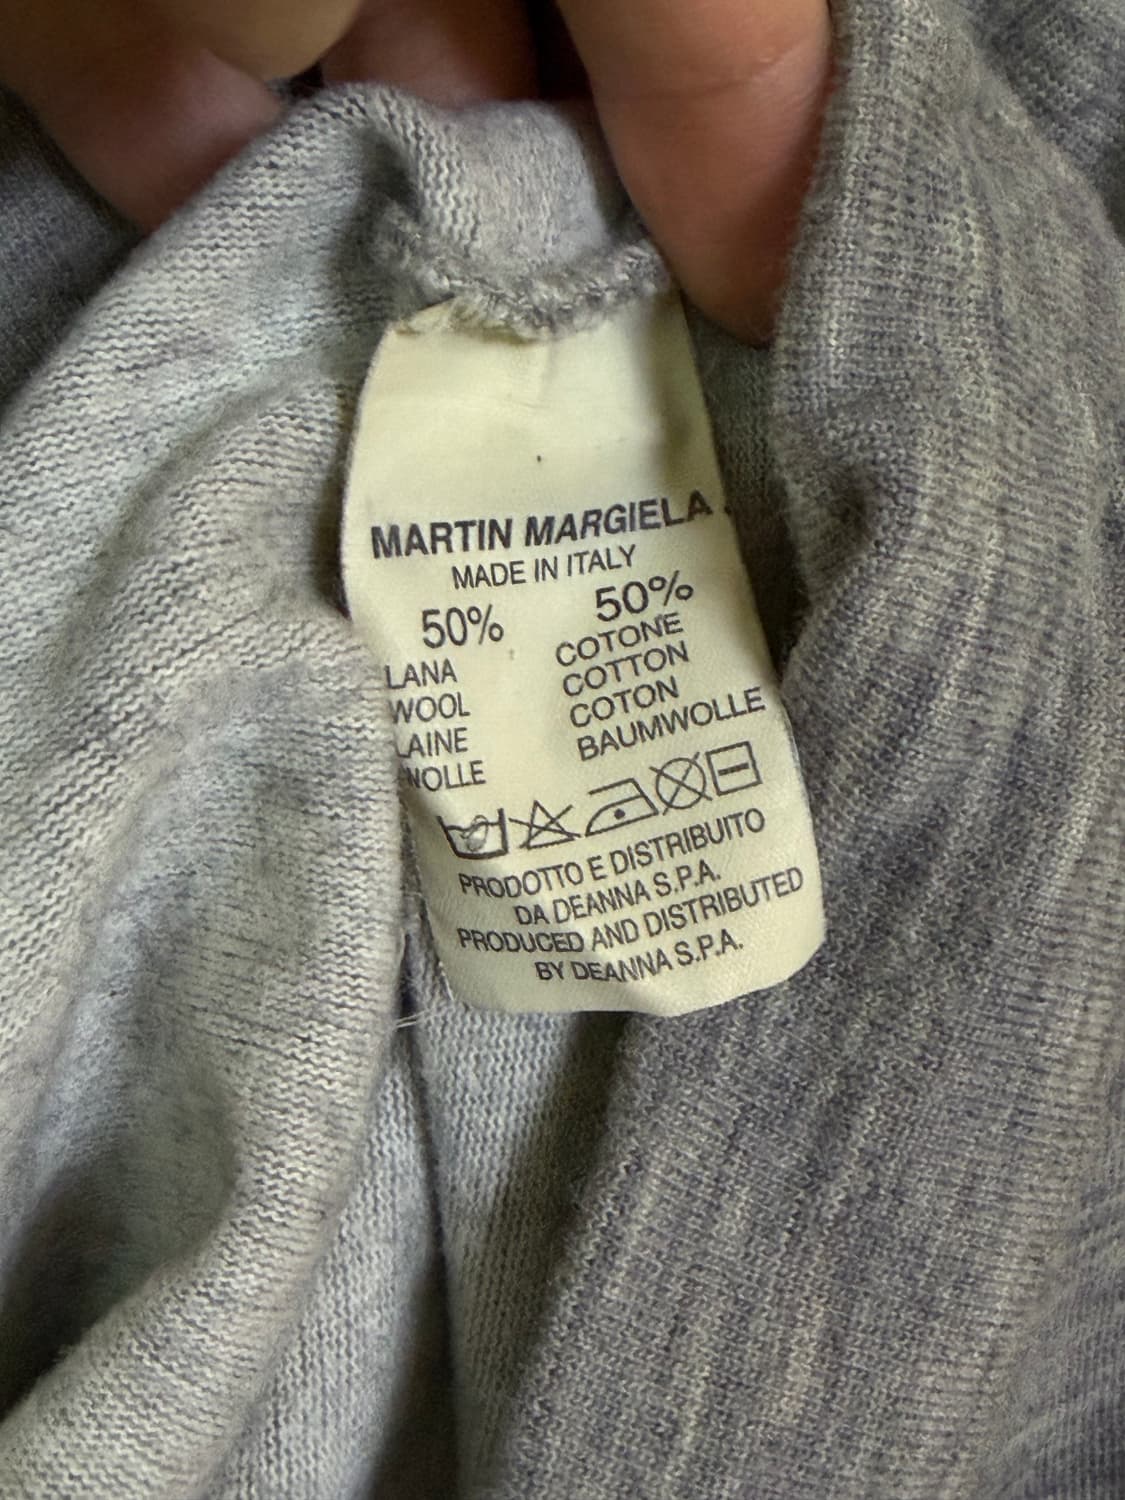 MARTIN MARGIELA
MADE IN ITALY
50% 50%
LANA COTONE
WOOL COTTON
LAINE COTON
WOLLE BAUMWOLLE
PRODOTTO E DISTRIBUITO
DA DEANNA S.P.A.
PRODUCED AND DISTRIBUTED
BY DEANNA S.P.A.